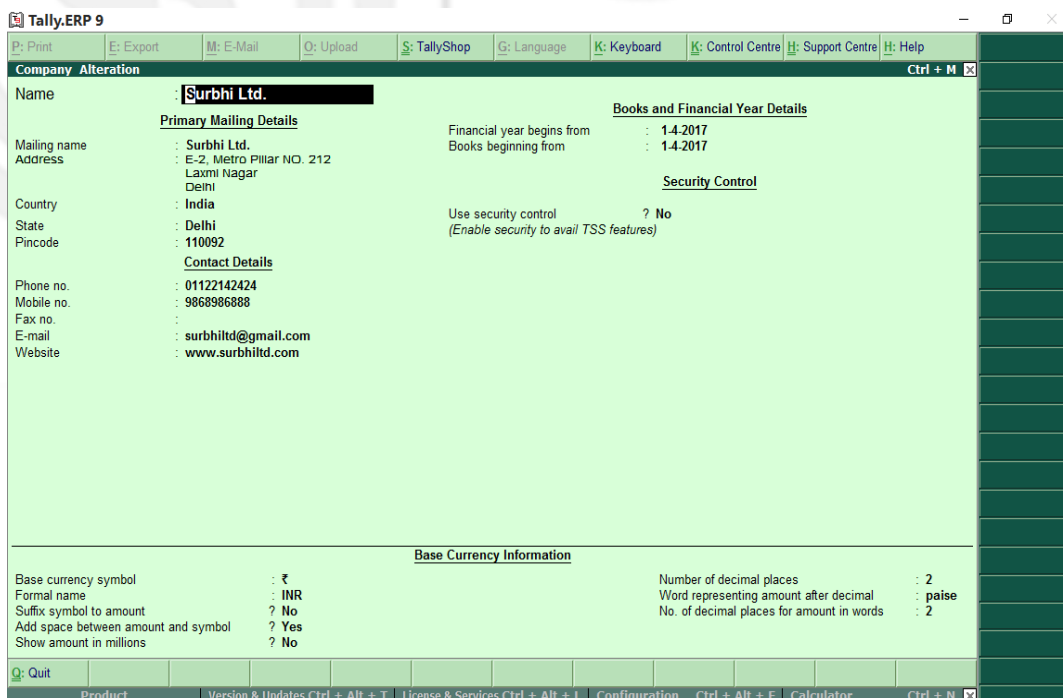 Tally.ERP 9
P: Print E: Export M: E-Mail O: Upload S: TallyShop G: Language K: Keyboard K: Control Centre H: Support Centre H: Help
Company Alteration Ctrl + M
Name : Surbhi Ltd.
Primary Mailing Details
Mailing name : Surbhi Ltd.
Address : E-2, Metro Pillar NO. 212
Laxmi Nagar
Delhi
Country : India
State : Delhi
Pincode : 110092
Contact Details
Phone no. : 01122142424
Mobile no. : 9868986888
Fax no. :
E-mail : surbhiltd@gmail.com
Website : www.surbhiltd.com
Books and Financial Year Details
Financial year begins from : 1-4-2017
Books beginning from : 1-4-2017
Security Control
Use security control ? No
(Enable security to avail TSS features)
Base Currency Information
Base currency symbol : ₹
Formal name : INR
Suffix symbol to amount ? No
Add space between amount and symbol ? Yes
Show amount in millions ? No
Number of decimal places : 2
Word representing amount after decimal : paise
No. of decimal places for amount in words : 2
Q: Quit
Product Version & Updates Ctrl + Alt + T License & Services Ctrl + Alt + L Configuration Ctrl + Alt + F Calculator Ctrl + N